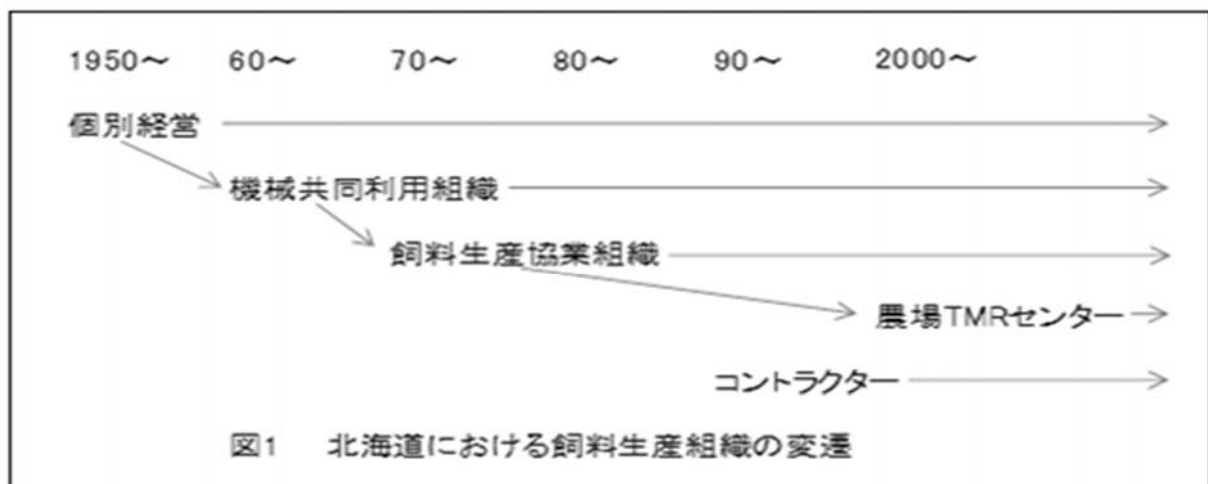 1950～ 60～ 70～ 80～ 90～ 2000～
個別経営
機械共同利用組織
飼料生産協業組織
農場TMRセンター
コントラクター
図1 北海道における飼料生産組織の変遷